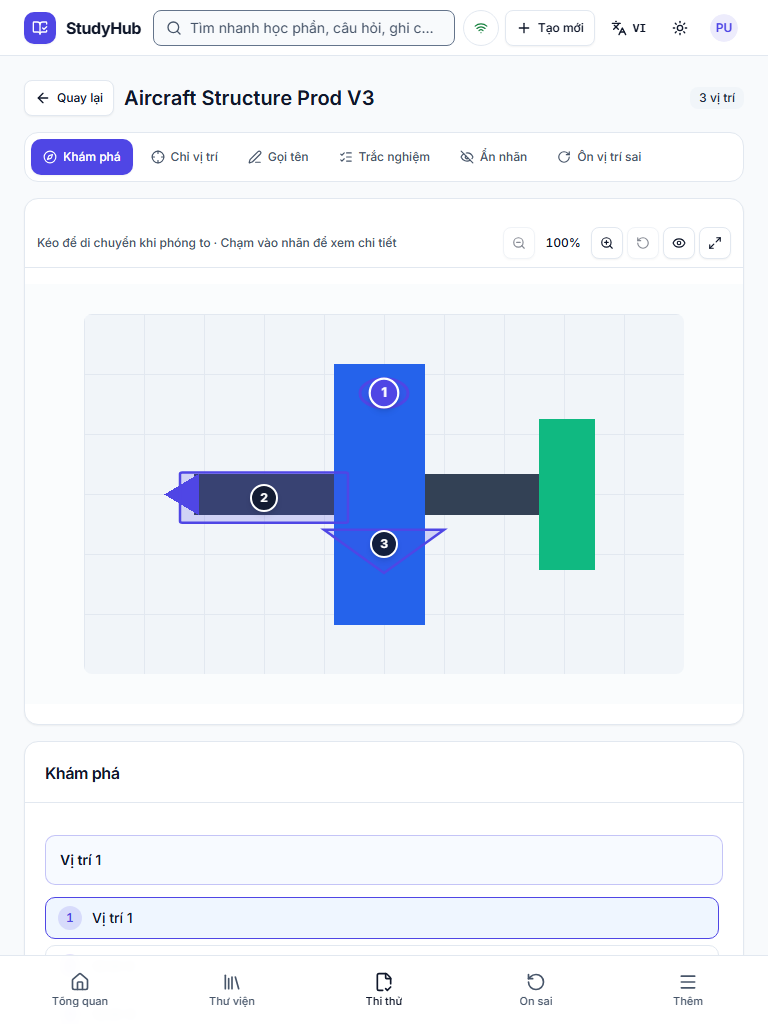 StudyHub
Tìm nhanh học phần, câu hỏi, ghi c...
Tạo mới
VI
PU
Quay lại
Aircraft Structure Prod V3
3 vị trí
Khám phá
Chỉ vị trí
Gọi tên
Trắc nghiệm
Ẩn nhãn
Ôn vị trí sai
Kéo để di chuyển khi phóng to · Chạm vào nhãn để xem chi tiết
100%
1
2
3
Khám phá
Vị trí 1
1 Vị trí 1
Tổng quan
Thư viện
Thi thử
Ôn sai
Thêm